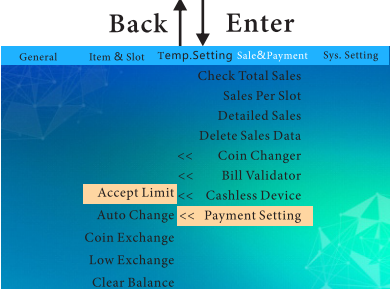 Back Enter
General Item & Slot Temp.Setting Sale&Payment Sys. Setting
Check Total Sales
Sales Per Slot
Detailed Sales
Delete Sales Data
<< Coin Changer
<< Bill Validator
Accept Limit << Cashless Device
Auto Change << Payment Setting
Coin Exchange
Low Exchange
Clear Balance